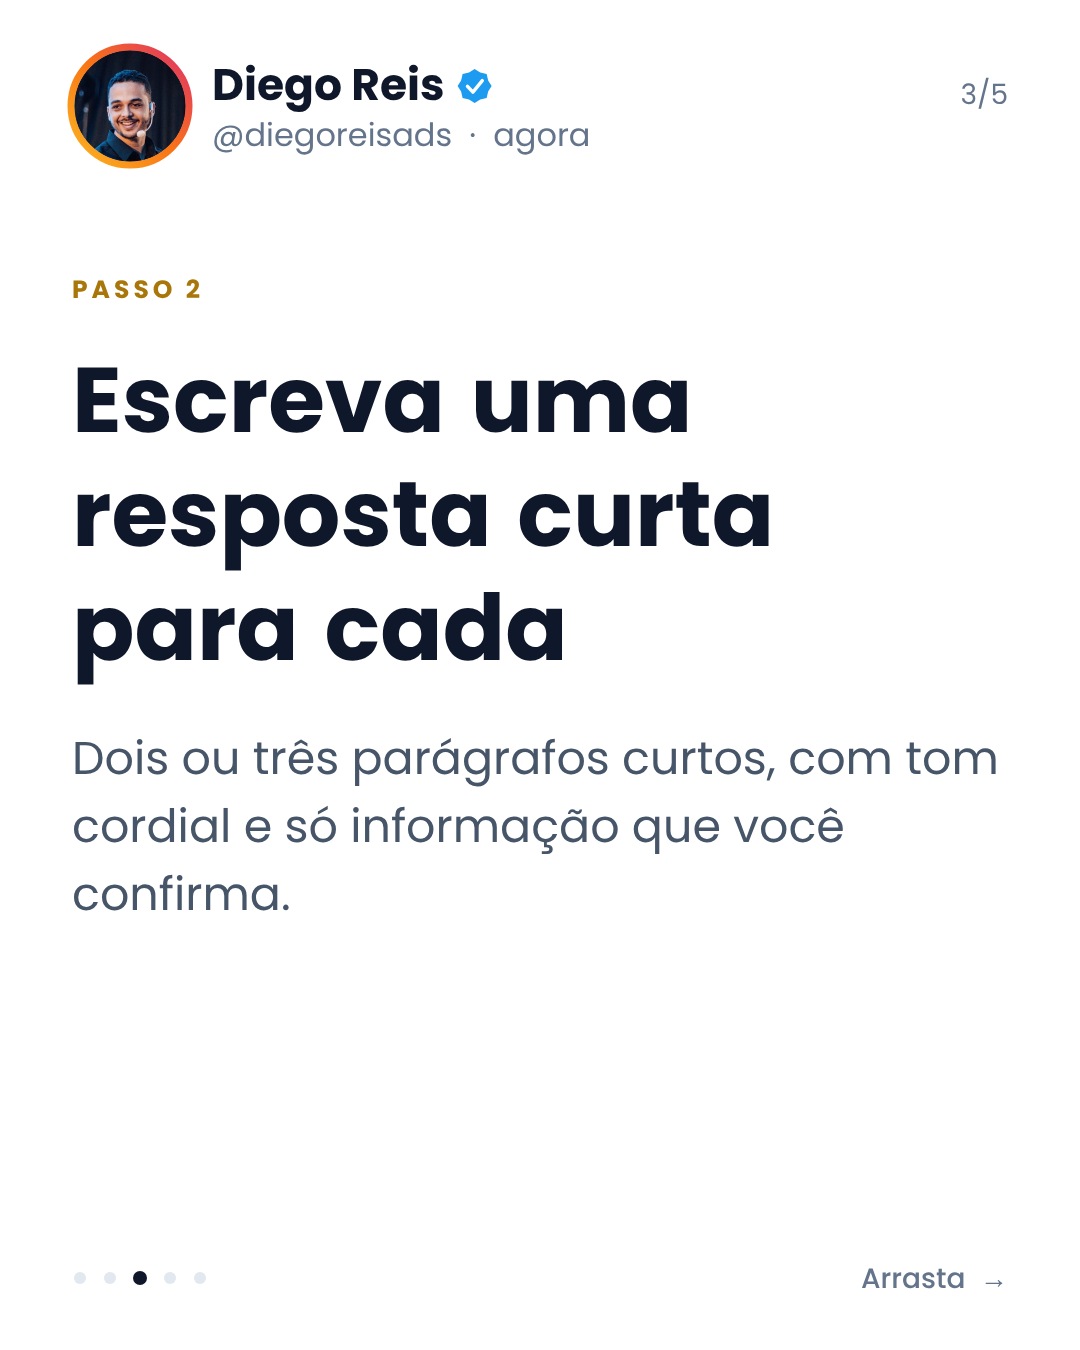 Diego Reis
@diegoreisads · agora
3/5
PASSO 2
Escreva uma
resposta curta
para cada
Dois ou três parágrafos curtos, com tom
cordial e só informação que você
confirma.
Arrasta →